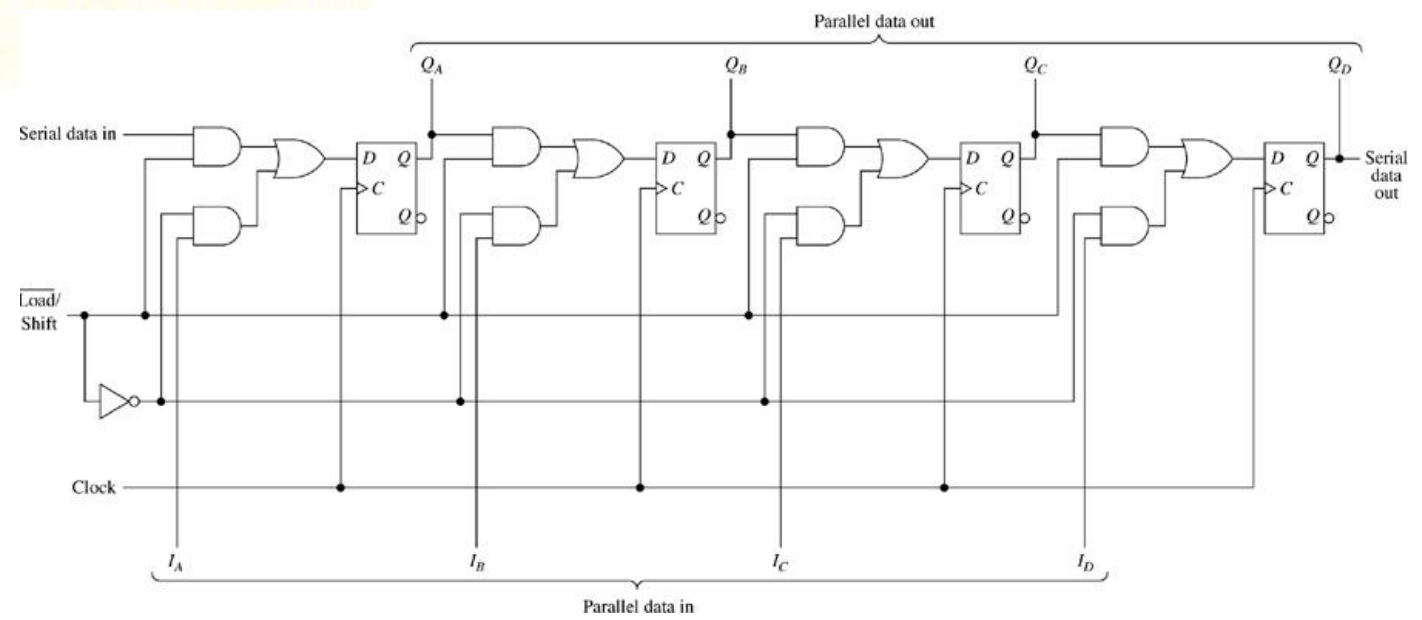 Parallel data out
Q_A Q_B Q_C Q_D
Serial data in
D Q D Q D Q D Q
Serial
data
out
C C C C
Q Q Q Q
Load/
Shift
Clock
I_A I_B I_C I_D
Parallel data in